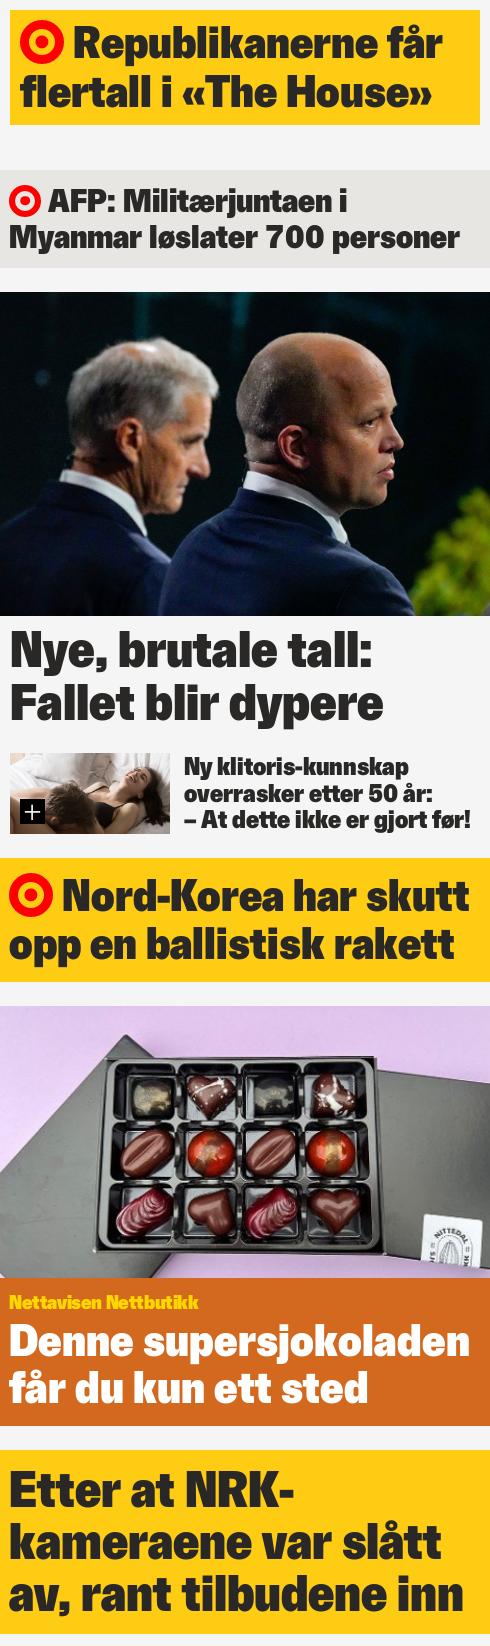 Republikanerne får
flertall i «The House»
AFP: Militærjuntaen i
Myanmar løslater 700 personer
Nye, brutale tall:
Fallet blir dypere
Ny klitoris-kunnskap
overrasker etter 50 år:
– At dette ikke er gjort før!
Nord-Korea har skutt
opp en ballistisk rakett
NITTEDAL
Nettavisen Nettbutikk
Denne supersjokoladen
får du kun ett sted
Etter at NRK-
kameraene var slått
av, rant tilbudene inn